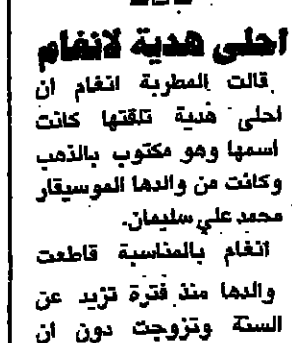 احلى هدية لانغام
قالت المطربة انغام ان
احلى هدية تلقتها كانت
اسمها وهو مكتوب بالذهب
وكانت من والدها الموسيقار
محمد علي سليمان.
انغام بالمناسبة قاطعت
والدها منذ فترة تزيد عن
السنة وتزوجت دون ان